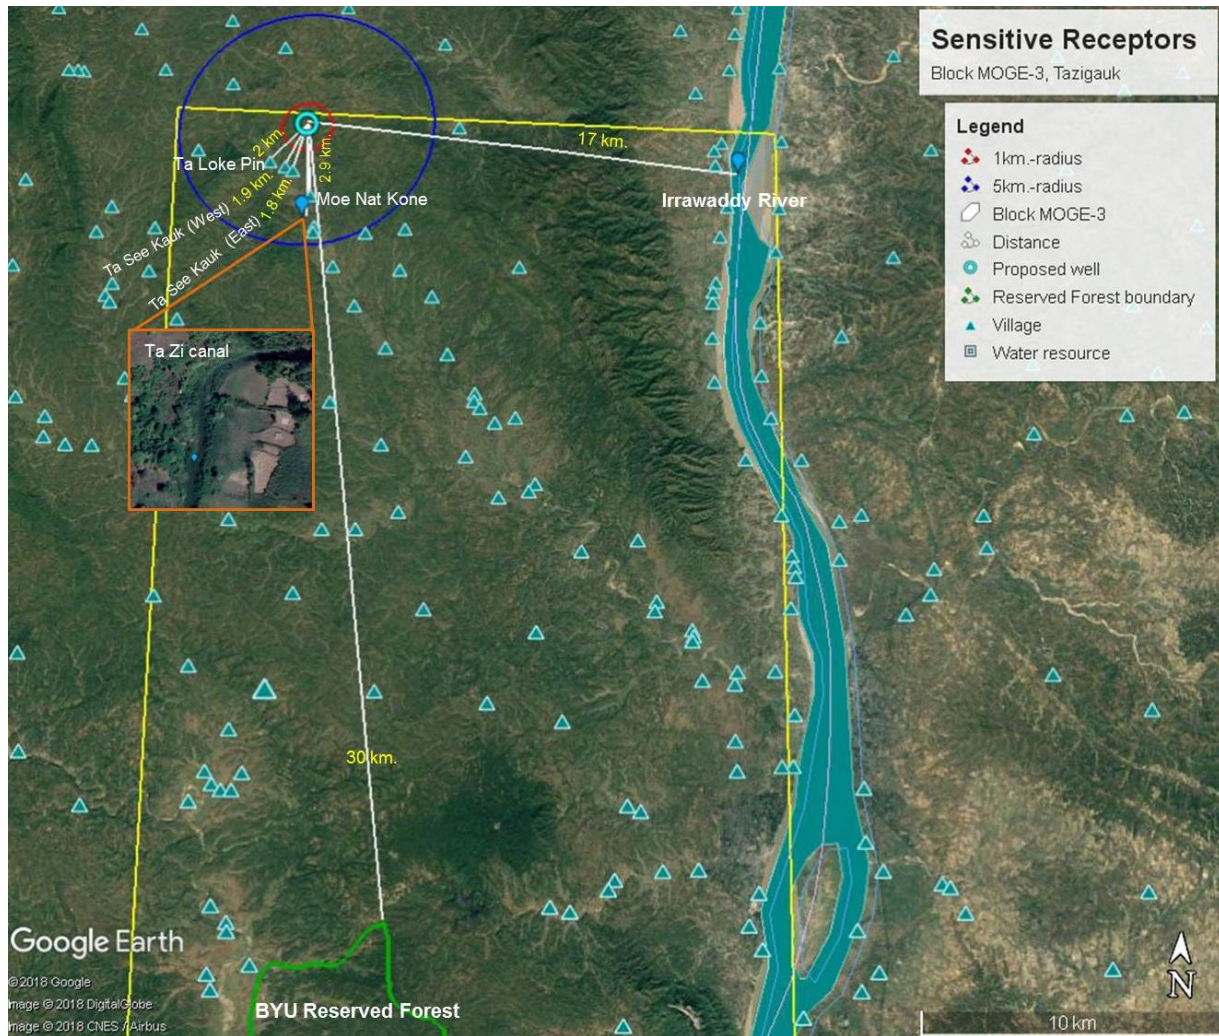 Sensitive Receptors
Block MOGE-3, Tazigauk
Legend
1km.-radius
5km.-radius
Block MOGE-3
Distance
Proposed well
Reserved Forest boundary
Village
Water resource
2 km.
Ta Loke Pin
2.9 km.
17 km.
1.9 km.
1.8 km.
Moe Nat Kone
Irrawaddy River
Ta See Kauk (West)
Ta See Kauk (East)
Ta Zi canal
30 km.
BYU Reserved Forest
Google Earth
©2018 Google
mage © 2018 DigitalGlobe
mage © 2018 CNES / Airbus
N
10 km